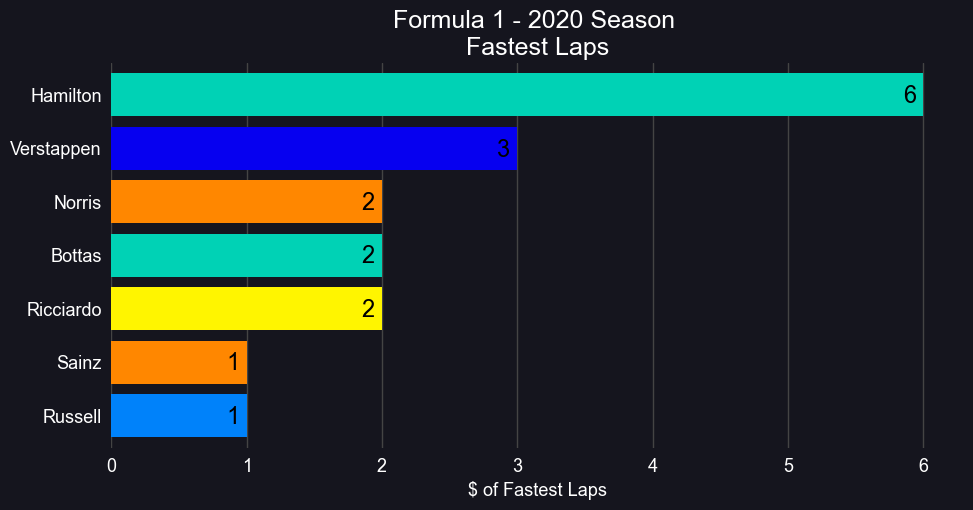 Formula 1 - 2020 Season
Fastest Laps
Hamilton 6
Verstappen 3
Norris 2
Bottas 2
Ricciardo 2
Sainz 1
Russell 1
0 1 2 3 4 5 6
$ of Fastest Laps